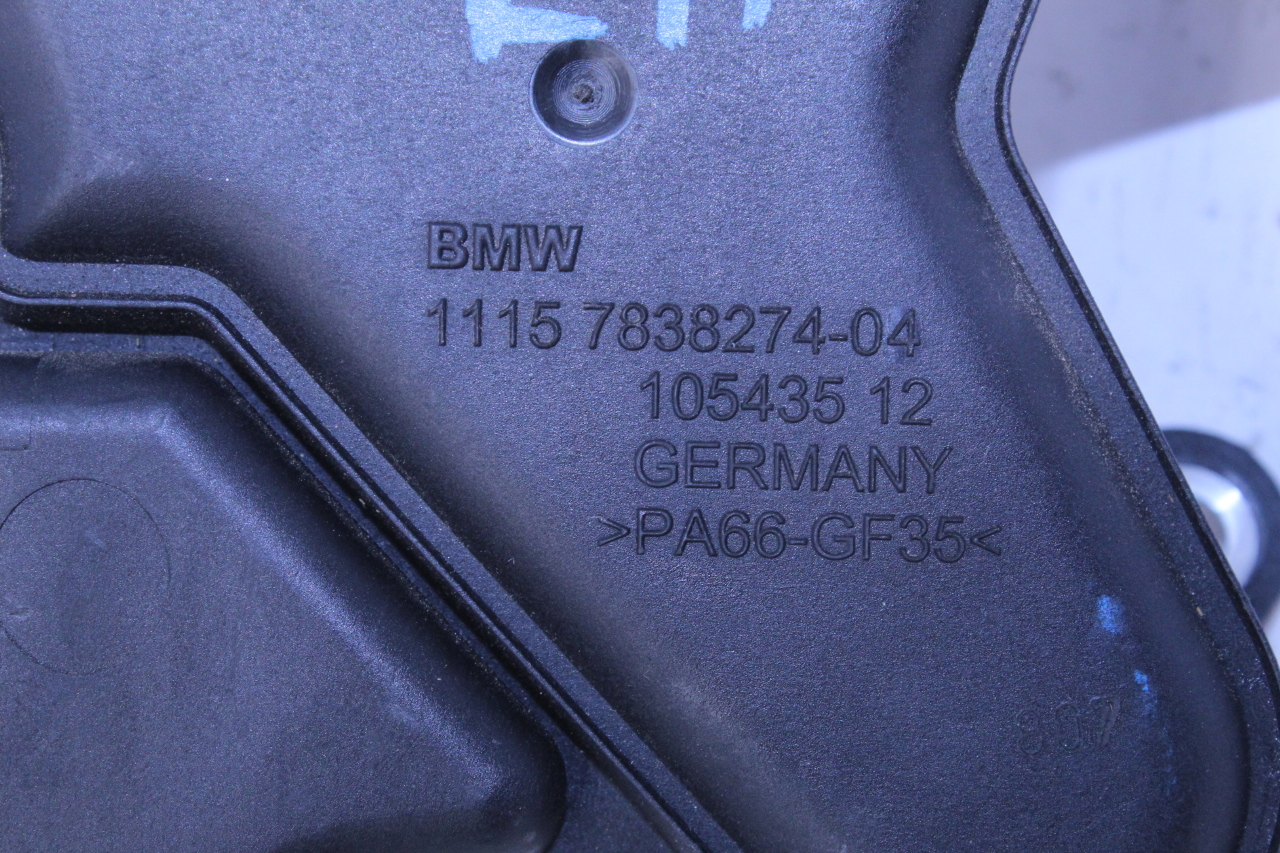 BMW
1115 7838274-04
105435 12
GERMANY
>PA66-GF35<